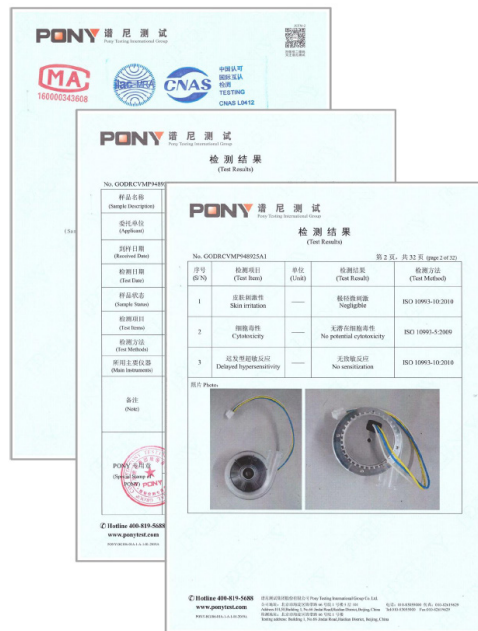 PONY 谱尼测试
Pony Testing International Group
MA
160000343608
ilac-MRA
CNAS
中国认可
国际互认
检测
TESTING
CNAS L0412
PONY 谱尼测试
Pony Testing International Group
检测结果
(Test Results)
No. GODRCVMP94892
样品名称
(Sample Description)
委托单位
(Applicant)
到样日期
(Received Date)
检测日期
(Test Date)
样品状态
(Sample Status)
检测项目
(Test Items)
检测方法
(Test Methods)
所用主要仪器
(Main Instruments)
备注
(Note)
PONY 专用章
(Special stamp of
PONY)
PONY
Hotline 400-819-5688
www.ponytest.com
PONY 谱尼测试
Pony Testing International Group
检测结果
(Test Results)
No. GODRCVMP948925A1 第 2 页，共 32 页 (page 2 of 32)
序号 检测项目 单位 检测结果 检测方法
(S/N) (Test Item) (Unit) (Test Result) (Test Method)
1 皮肤刺激性 —— 极轻微刺激 ISO 10993-10:2010
Skin irritation Negligible
2 细胞毒性 —— 无潜在细胞毒性 ISO 10993-5:2009
Cytotoxicity No potential cytotoxicity
3 迟发型超敏反应 —— 无致敏反应 ISO 10993-10:2010
Delayed hypersensitivity No sensitization
照片 Photo:
Hotline 400-819-5688
www.ponytest.com